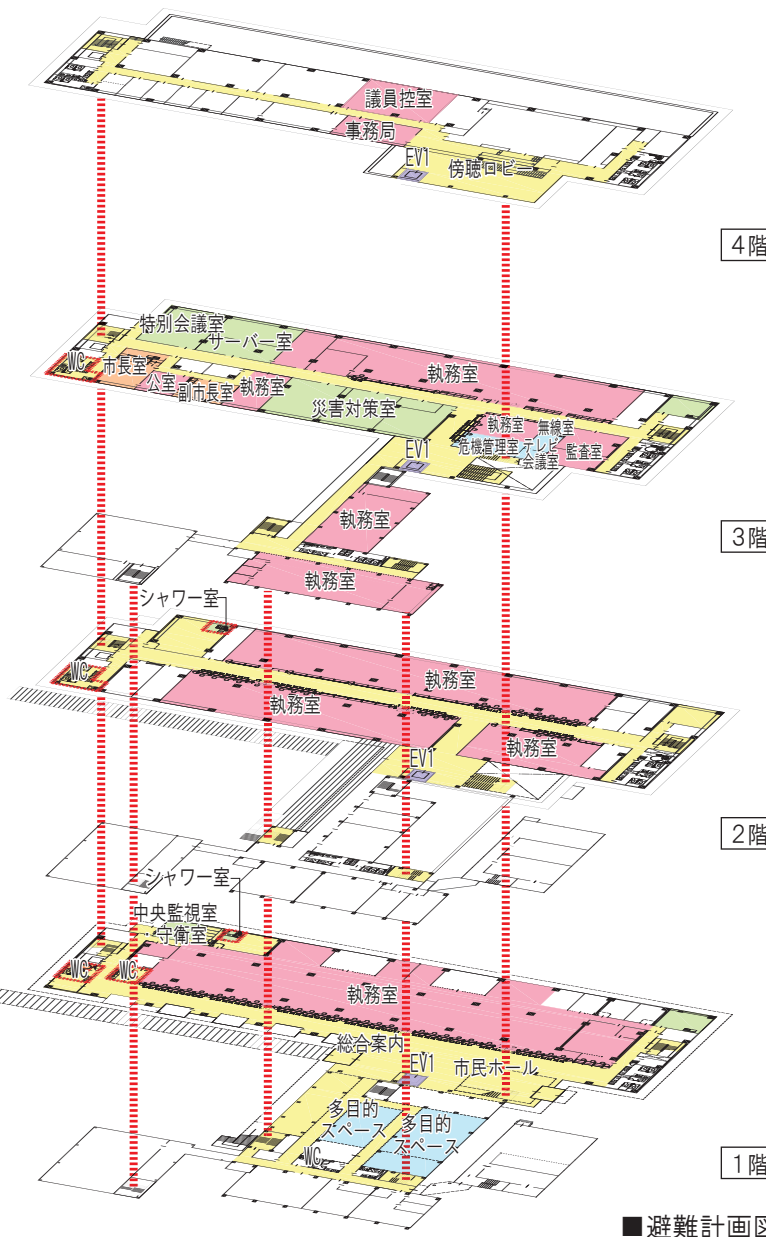 議員控室
事務局
EV1
傍聴ロビー
4階
特別会議室
サーバー室
WC
市長室
公室
副市長室
執務室
執務室
災害対策室
執務室
無線室
危機管理室
テレビ
会議室
監査室
EV1
執務室
3階
執務室
シャワー室
WC
執務室
執務室
執務室
EV1
2階
シャワー室
中央監視室
・守衛室
WC
WC
執務室
総合案内
EV1
市民ホール
多目的
スペース
多目的
スペース
WC
1階
■避難計画図